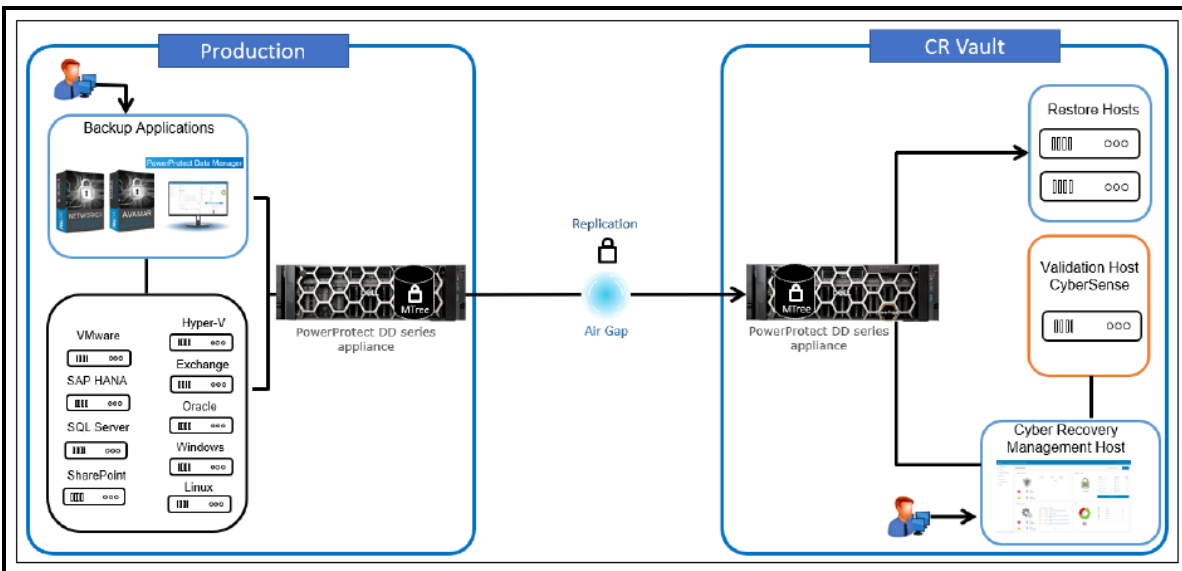 Production
CR Vault
Backup Applications
PowerProtect Data Manager
NETWORKER
AVAMAR
VMware
SAP HANA
SQL Server
SharePoint
Hyper-V
Exchange
Oracle
Windows
Linux
MTree
PowerProtect DD series
appliance
Replication
Air Gap
MTree
PowerProtect DD series
appliance
Restore Hosts
Validation Host
CyberSense
Cyber Recovery
Management Host